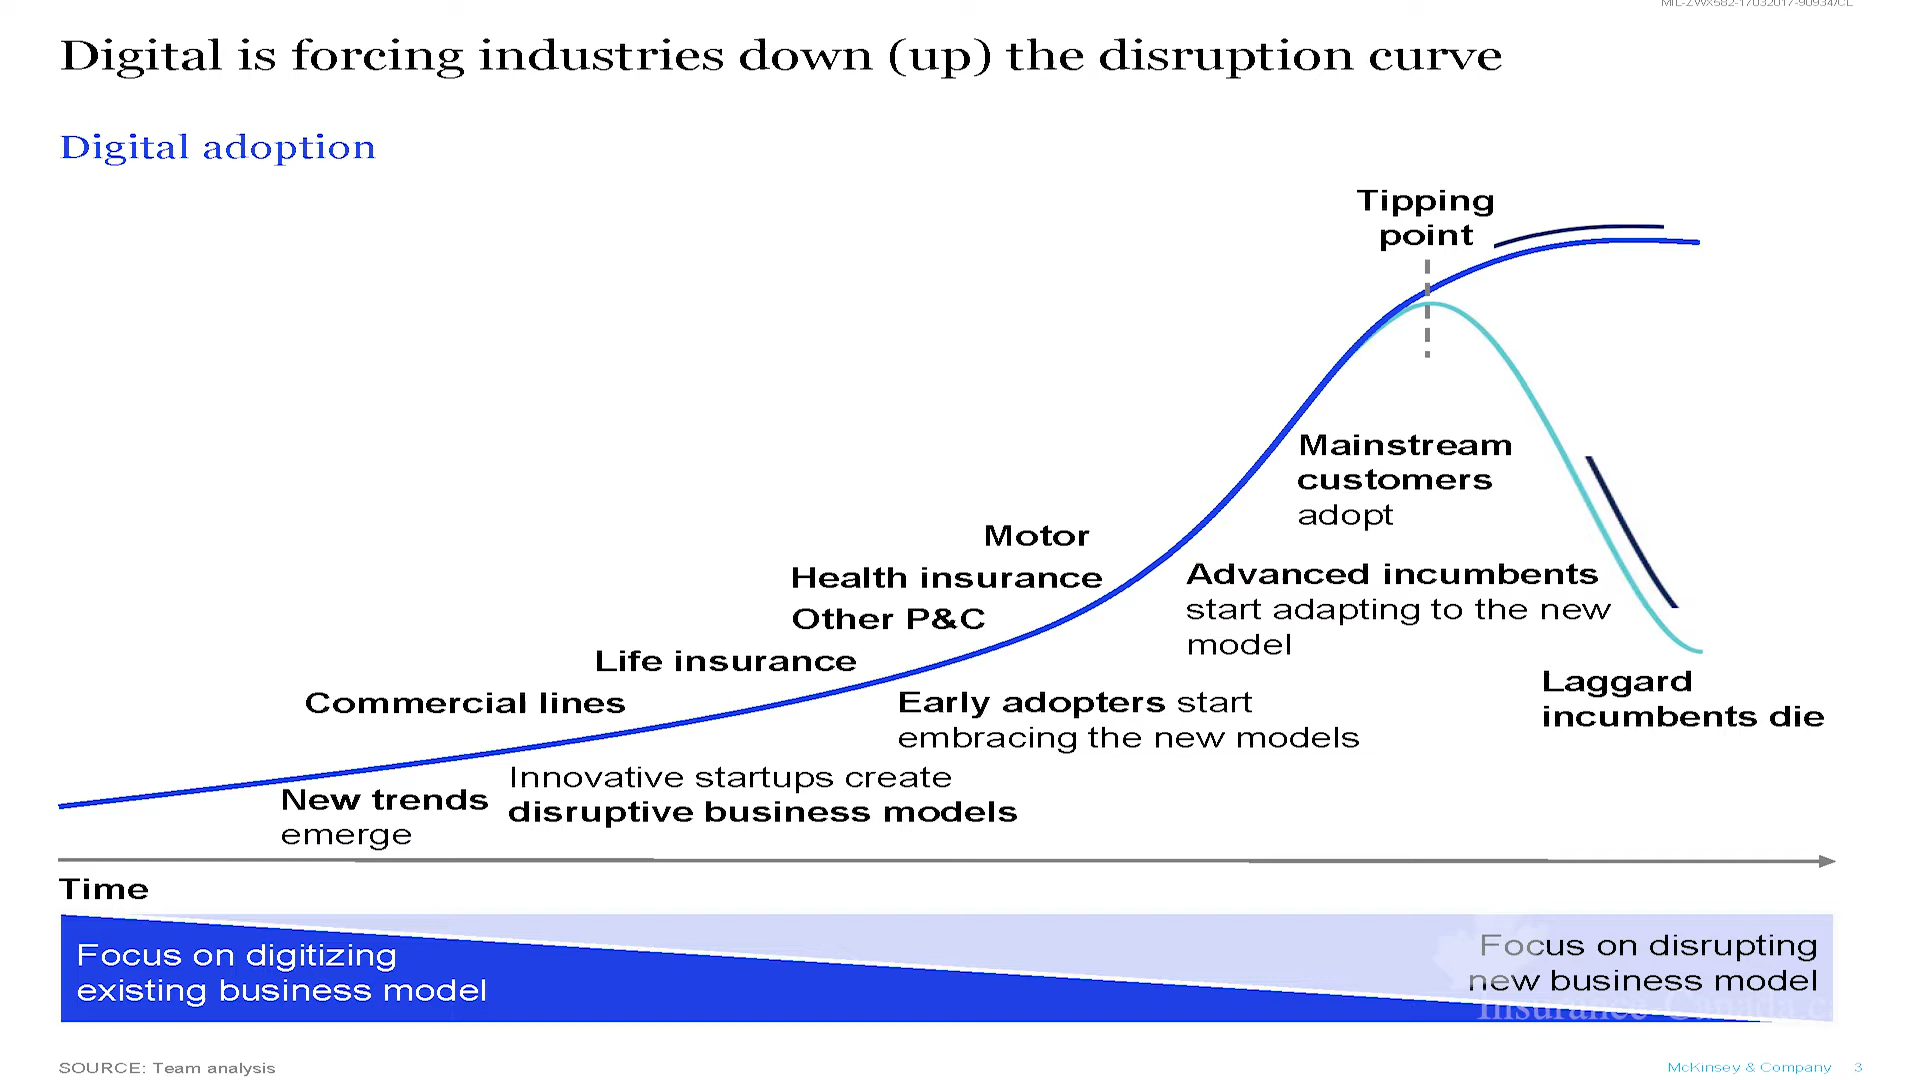 Digital is forcing industries down (up) the disruption curve
Digital adoption
Tipping
point
Mainstream
customers
adopt
Motor
Health insurance
Other P&C
Life insurance
Commercial lines
Advanced incumbents
start adapting to the new
model
Early adopters start
embracing the new models
Laggard
incumbents die
Innovative startups create
disruptive business models
New trends
emerge
Time
Focus on digitizing
existing business model
Focus on disrupting
new business model
Insurance-Canada.c
SOURCE: Team analysis
McKinsey & Company 3